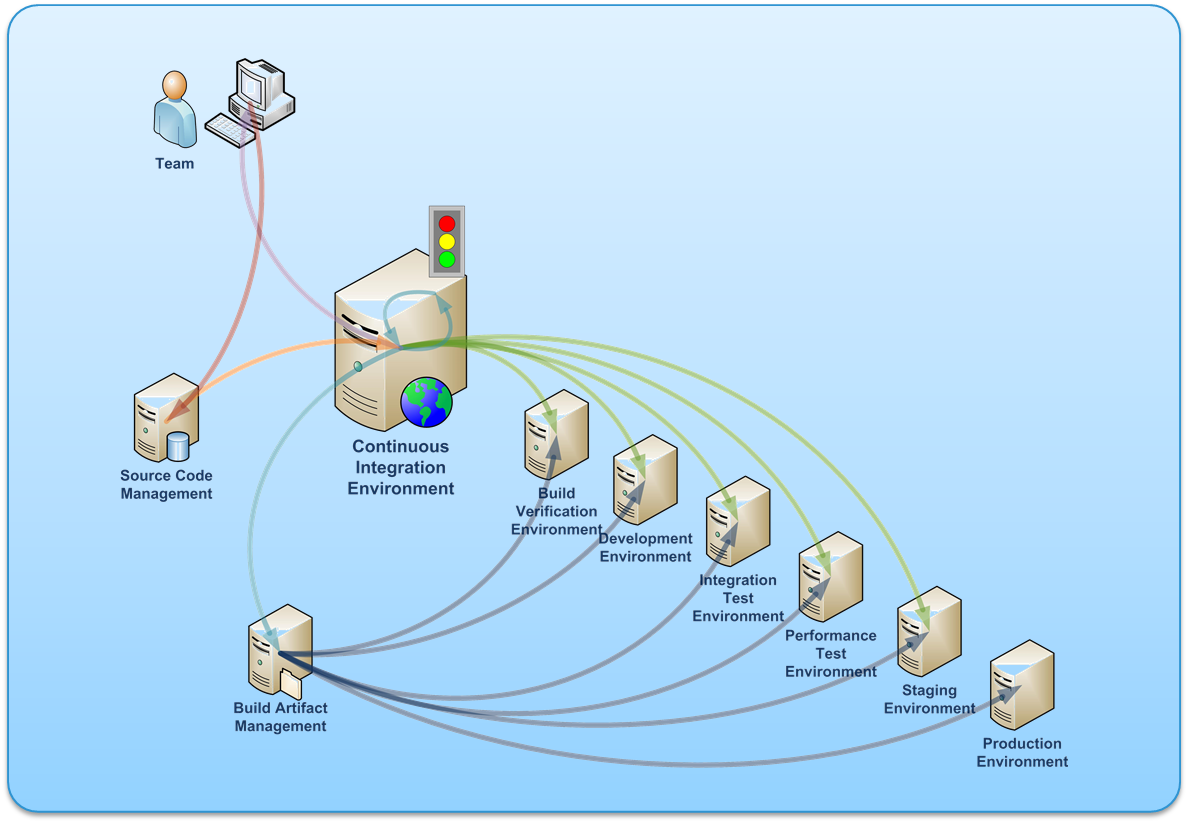 Team
Continuous
Integration
Environment
Source Code
Management
Build
Verification
Environment
Development
Environment
Integration
Test
Environment
Performance
Test
Environment
Staging
Environment
Production
Environment
Build Artifact
Management